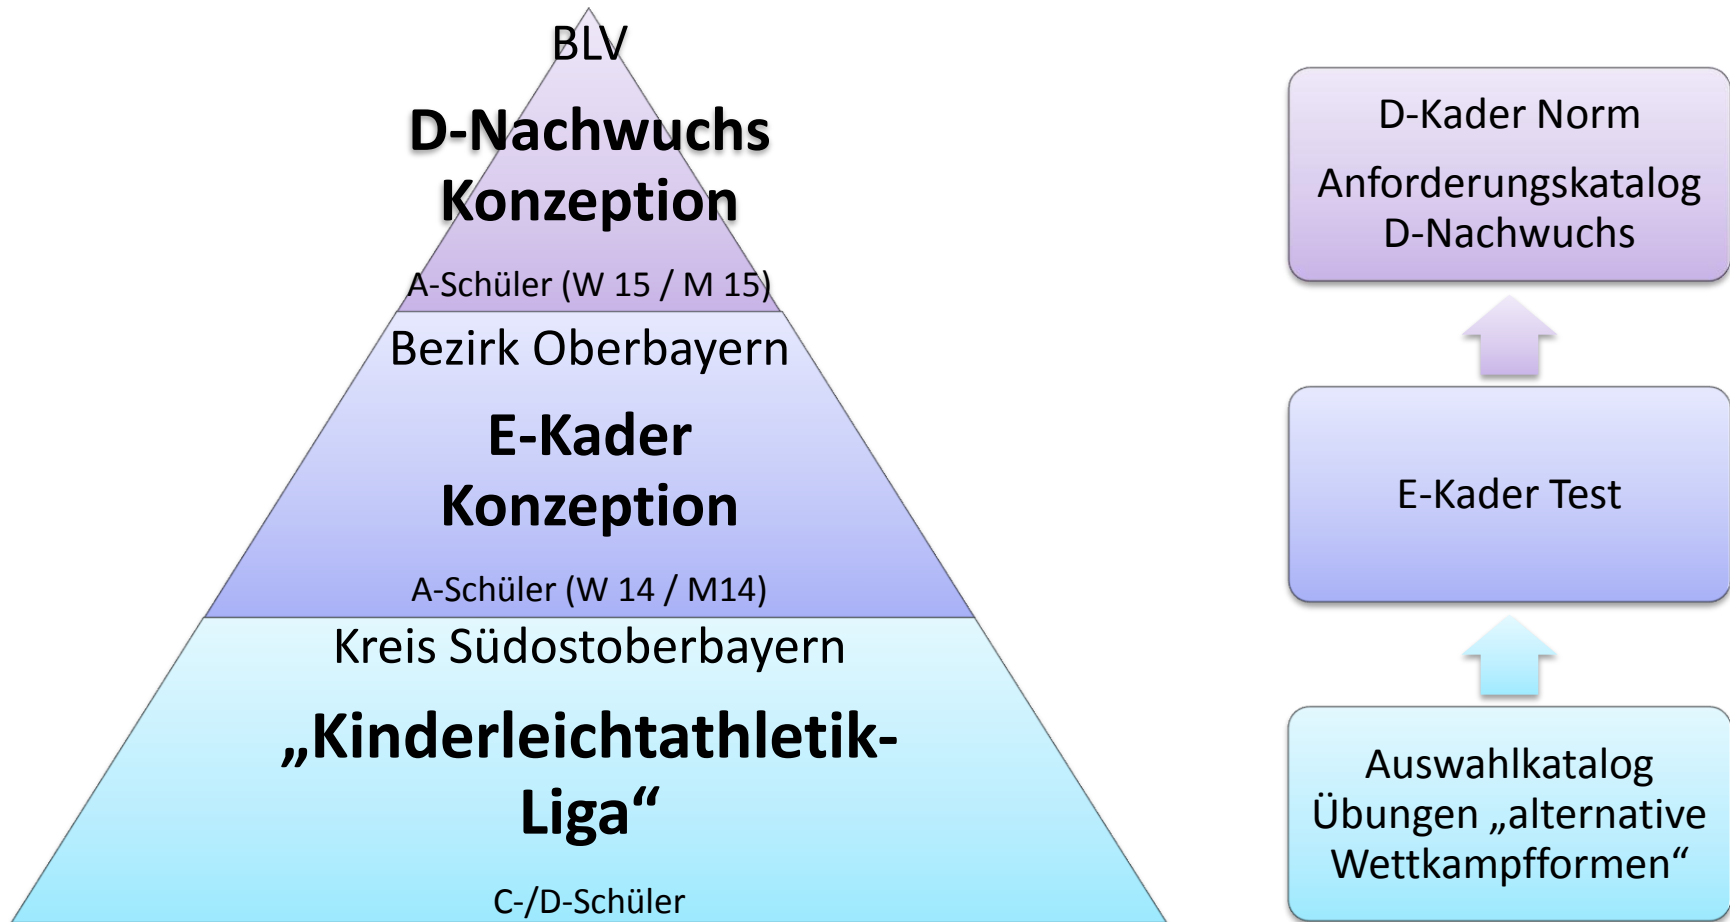 BLV
D-Nachwuchs
Konzeption
A-Schüler (W 15 / M 15)
Bezirk Oberbayern
E-Kader
Konzeption
A-Schüler (W 14 / M14)
Kreis Südostoberbayern
„Kinderleichtathletik-
Liga“
C-/D-Schüler
D-Kader Norm
Anforderungskatalog
D-Nachwuchs
E-Kader Test
Auswahlkatalog
Übungen „alternative
Wettkampfformen“